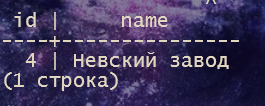 id | name
----+----------------
4 | Невский завод
(1 строка)